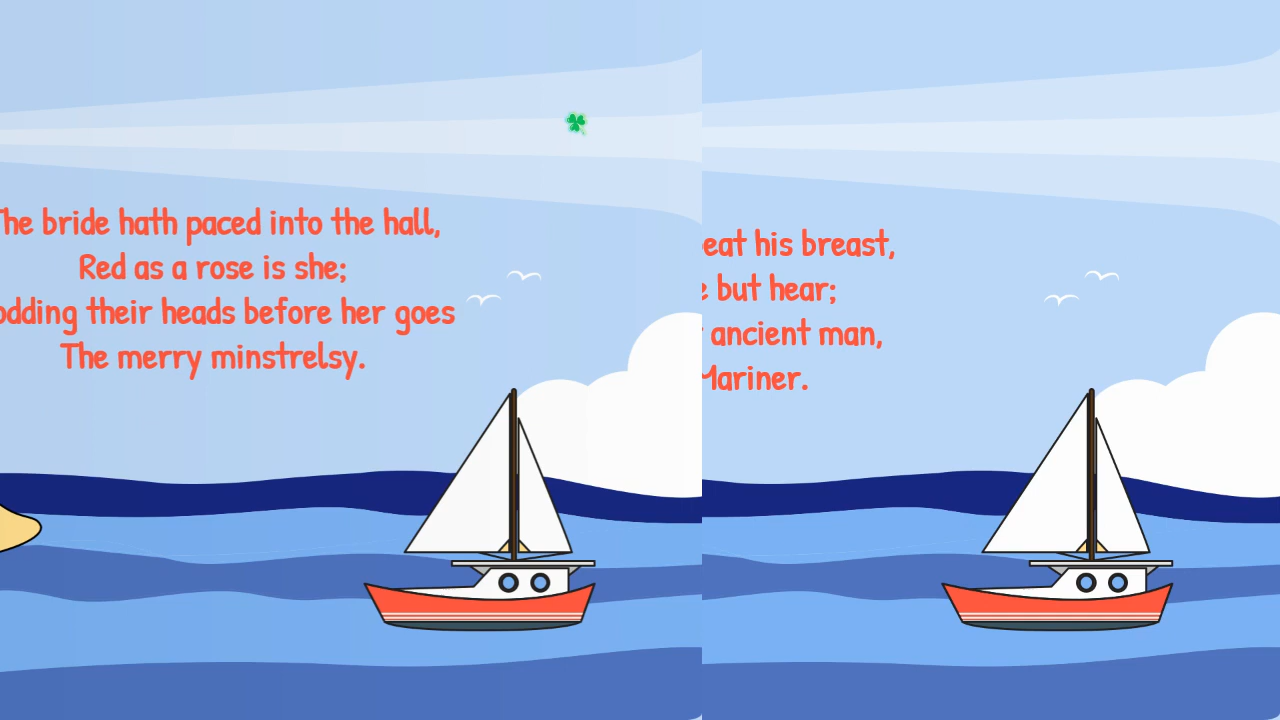 The bride hath paced into the hall,
Red as a rose is she;
odding their heads before her goes
The merry minstrelsy.
eat his breast,
but hear;
ancient man,
Mariner.